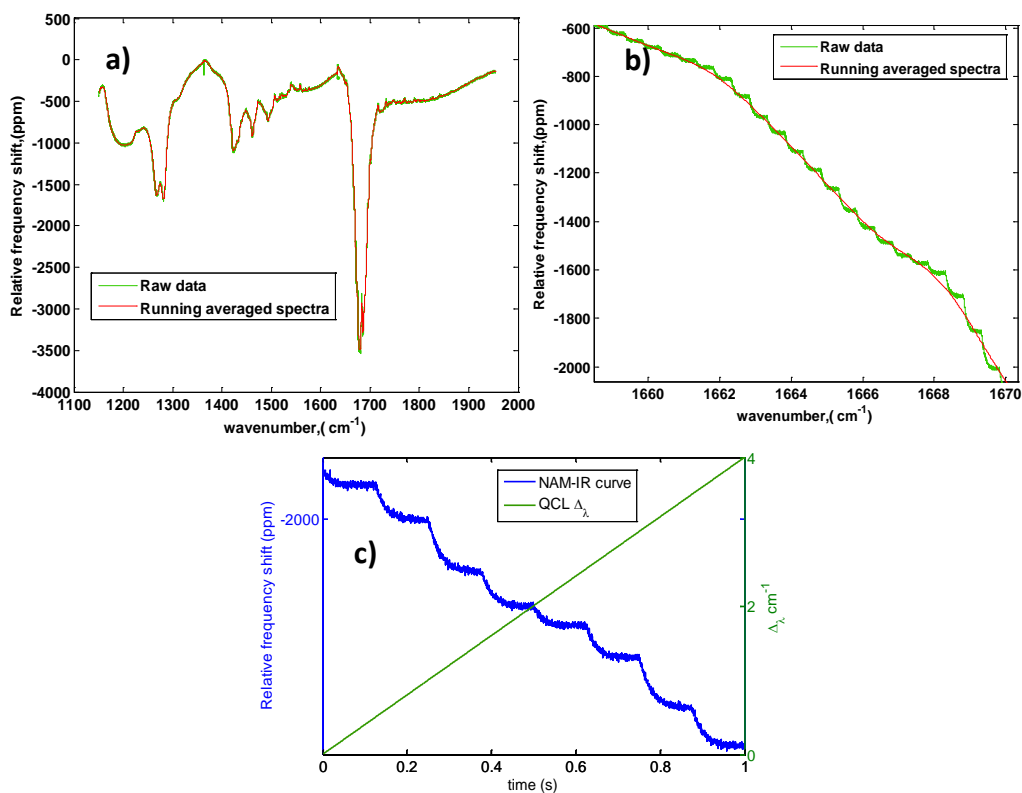 a)
500
0
-500
-1000
-1500
-2000
-2500
-3000
-3500
-4000
Relative frequency shift,(ppm)
Raw data
Running averaged spectra
1100 1200 1300 1400 1500 1600 1700 1800 1900 2000
wavenumber,( cm⁻¹)
b)
-600
-800
-1000
-1200
-1400
-1600
-1800
-2000
Relative frequency shift,(ppm)
Raw data
Running averaged spectra
1660 1662 1664 1666 1668 1670
wavenumber,( cm⁻¹)
c)
-2000
Relative frequency shift (ppm)
NAM-IR curve
QCL Δλ
4
2
0
Δλ cm⁻¹
0 0.2 0.4 0.6 0.8 1
time (s)